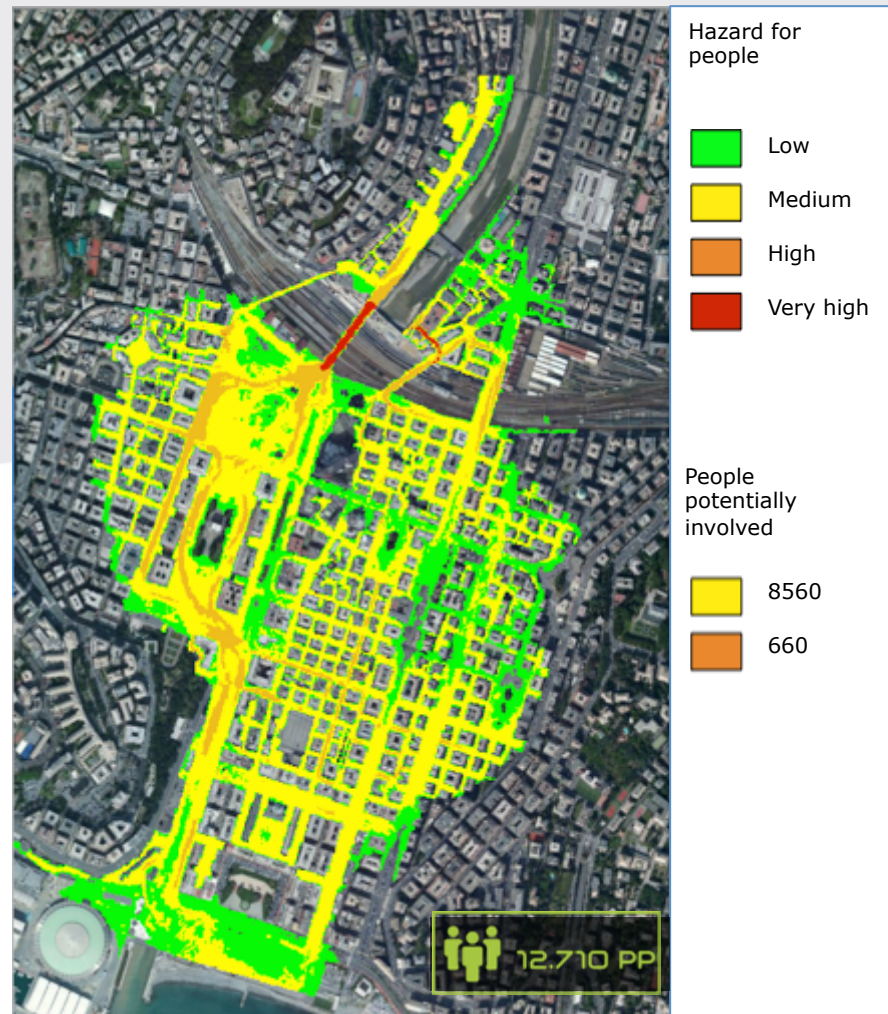 Hazard for
people
Low
Medium
High
Very high
People
potentially
involved
8560
660
12.710 PP